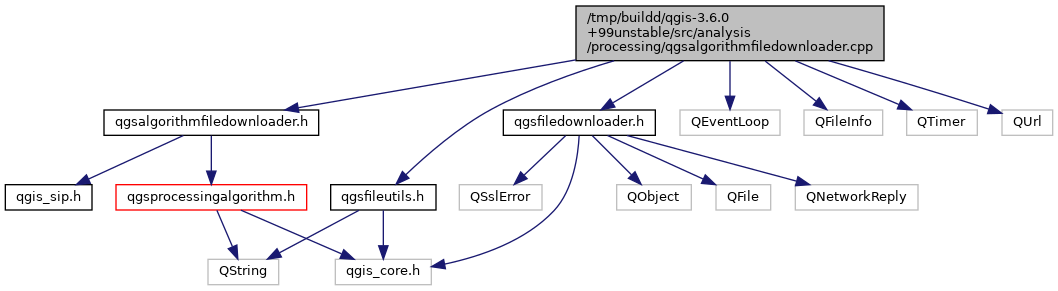 /tmp/buildd/qgis-3.6.0
+99unstable/src/analysis
/processing/qgsalgorithmfiledownloader.cpp
qgsalgorithmfiledownloader.h
qgsfiledownloader.h
QEventLoop
QFileInfo
QTimer
QUrl
qgis_sip.h
qgsprocessingalgorithm.h
qgsfileutils.h
QSslError
QObject
QFile
QNetworkReply
QString
qgis_core.h